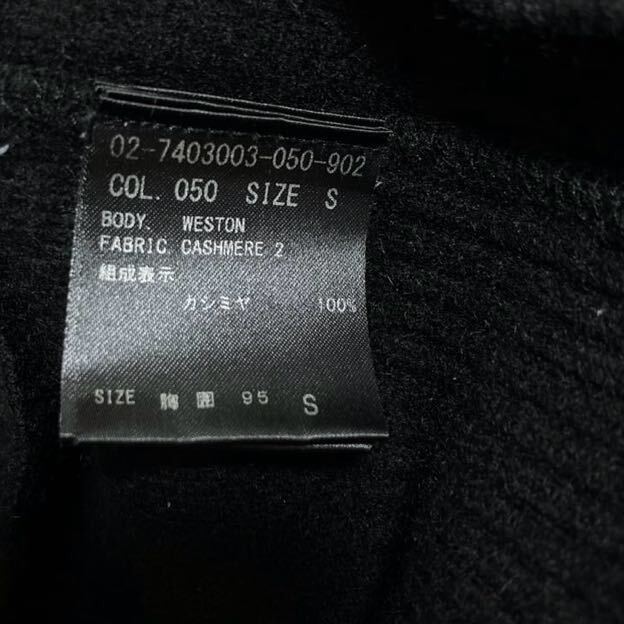 02-7403003-050-902
COL. 050 SIZE S
BODY. WESTON
FABRIC. CASHMERE 2
組成表示
カシミヤ 100%
SIZE 胸囲 95 S